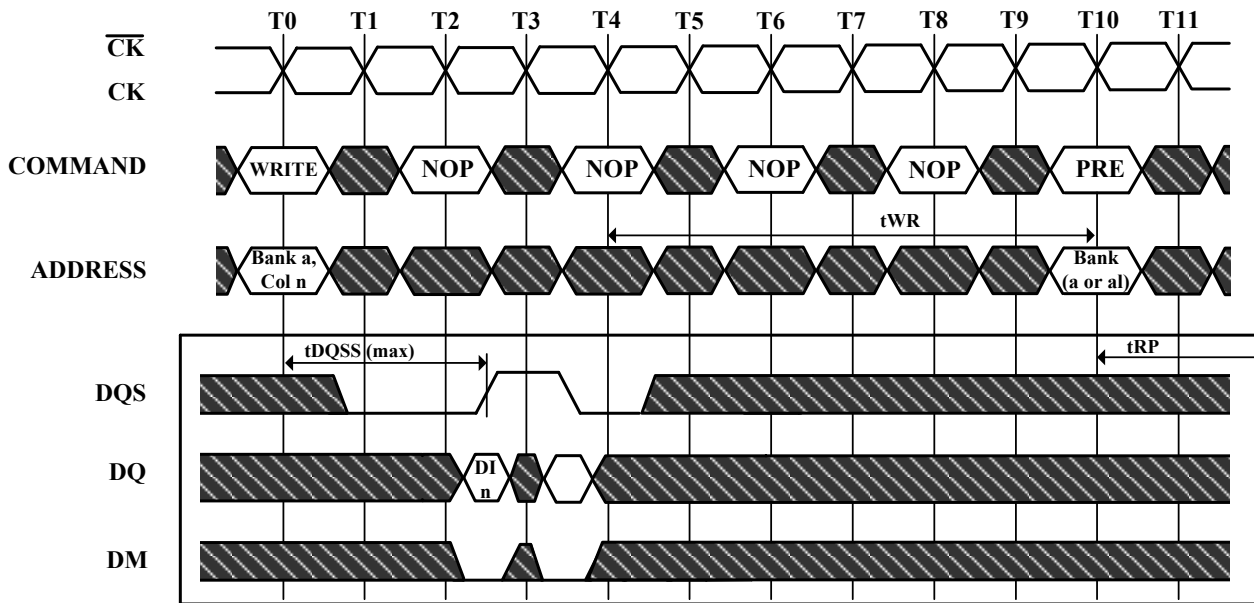 T0 T1 T2 T3 T4 T5 T6 T7 T8 T9 T10 T11
CK
CK
COMMAND WRITE NOP NOP NOP NOP PRE
tWR
ADDRESS Bank a, Col n Bank (a or al)
tDQSS (max) tRP
DQS
DQ DI n
DM